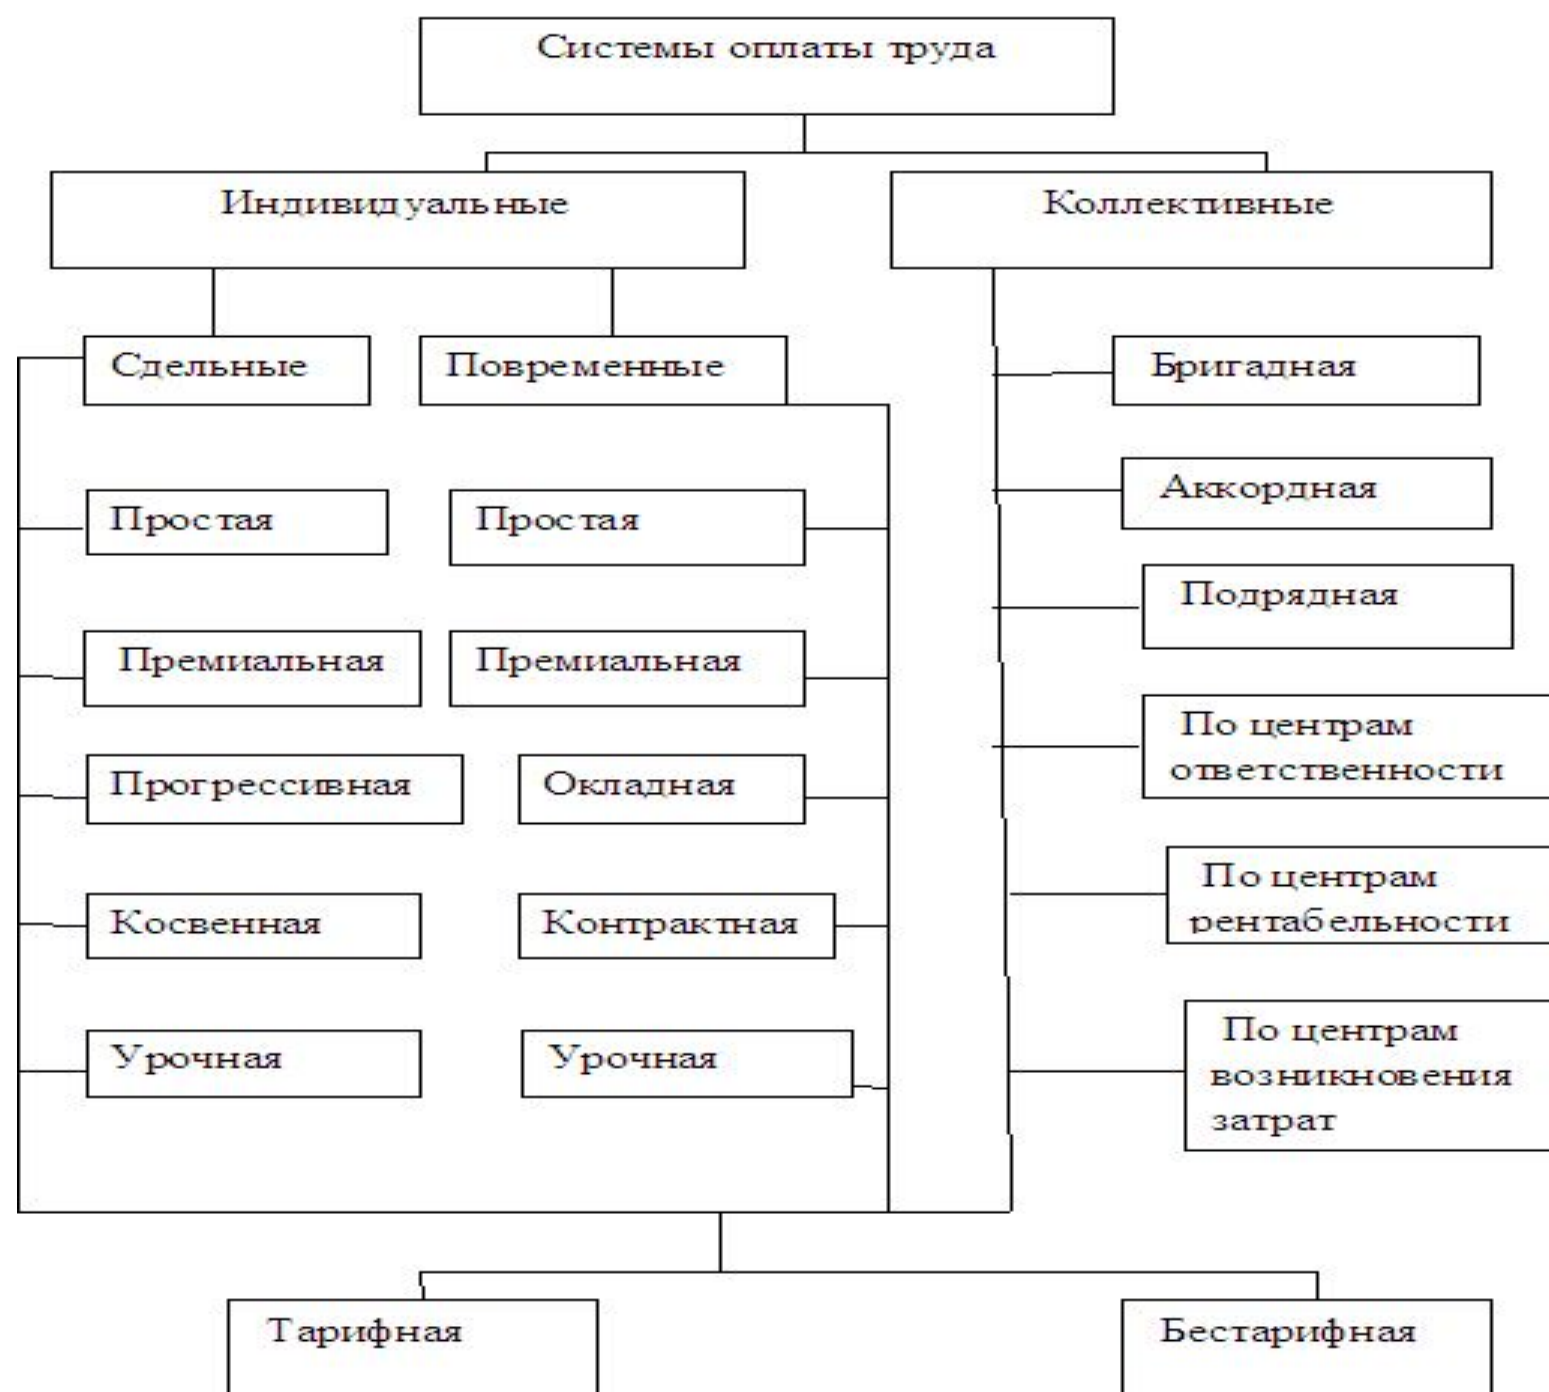 Системы оплаты труда
Индивидуальные
Коллективные
Сдельные
Повременные
Бригадная
Аккордная
Простая
Простая
Подрядная
Премиальная
Премиальная
По центрам
ответственности
Прогрессивная
Окладная
По центрам
рентабельности
Косвенная
Контрактная
По центрам
возникновения
затрат
Урочная
Урочная
Тарифная
Бестарифная